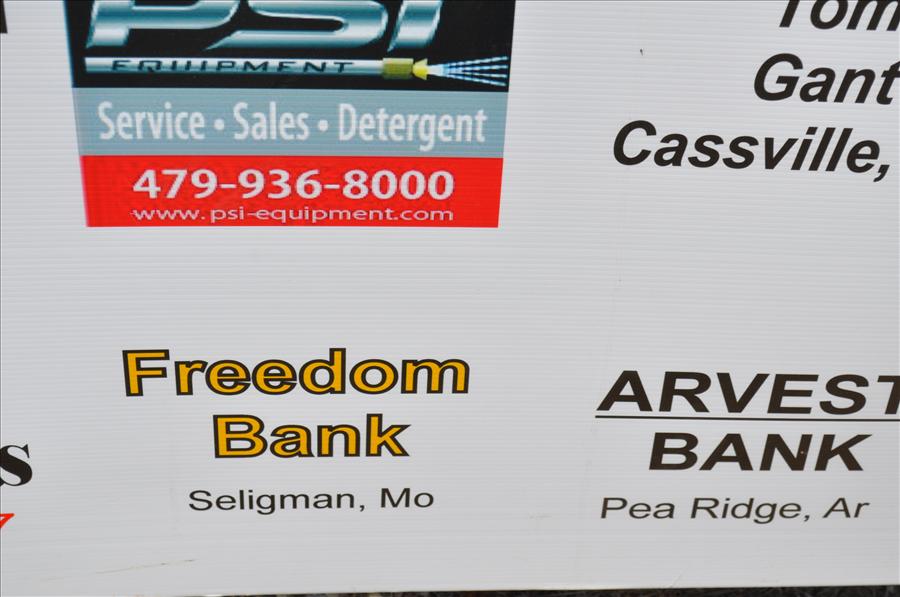 PSI
EQUIPMENT
Service • Sales • Detergent
479-936-8000
www.psi-equipment.com
Tom
Gant
Cassville,
Freedom
Bank
Seligman, Mo
ARVEST
BANK
Pea Ridge, Ar
s